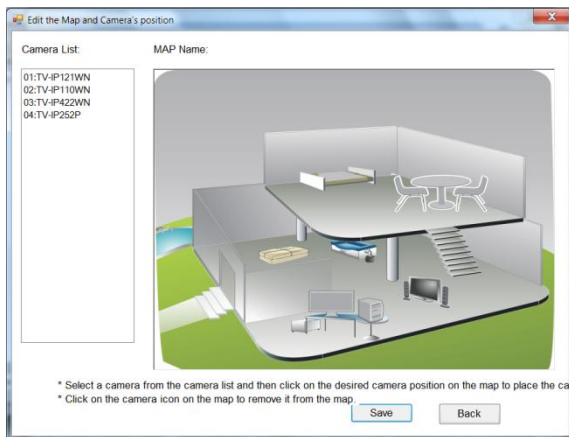 Edit the Map and Camera's position
Camera List:
MAP Name:
01:TV-IP121WN
02:TV-IP110WN
03:TV-IP422WN
04:TV-IP252P
* Select a camera from the camera list and then click on the desired camera position on the map to place the ca
* Click on the camera icon on the map to remove it from the map.
Save
Back